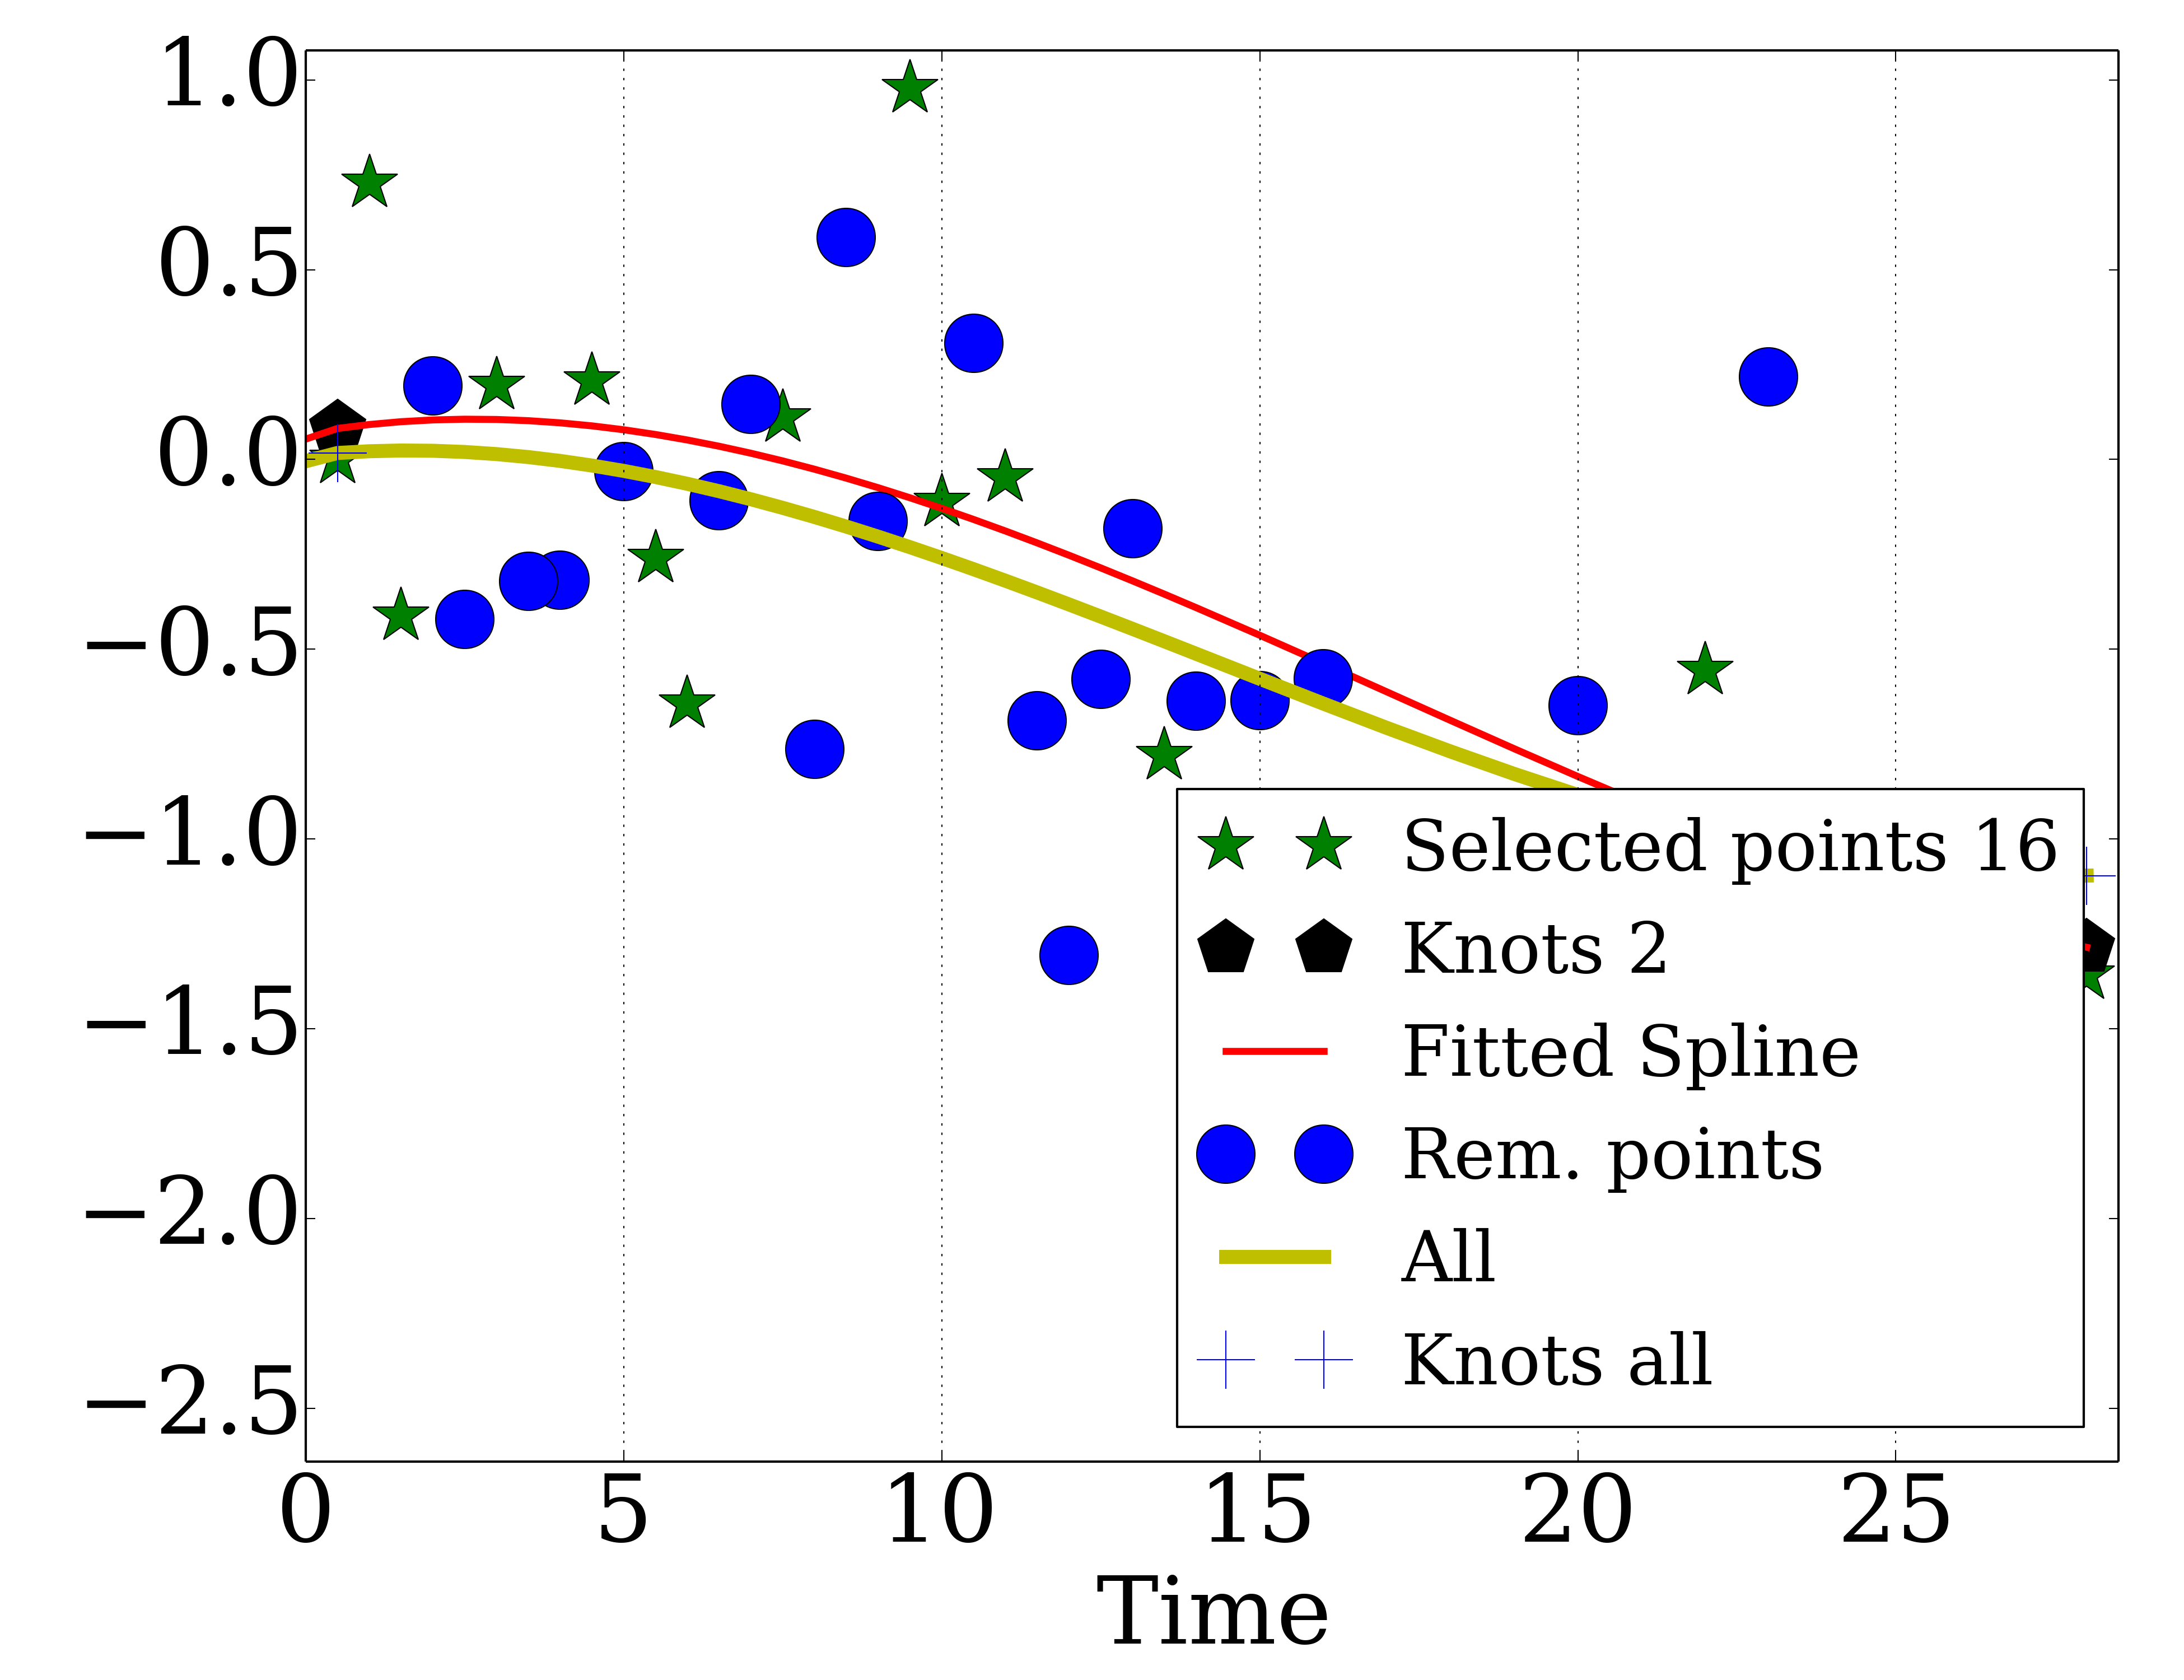 1.0
0.5
0.0
−0.5
−1.0
−1.5
−2.0
−2.5
Selected points 16
Knots 2
Fitted Spline
Rem. points
All
Knots all
0 5 10 15 20 25
Time